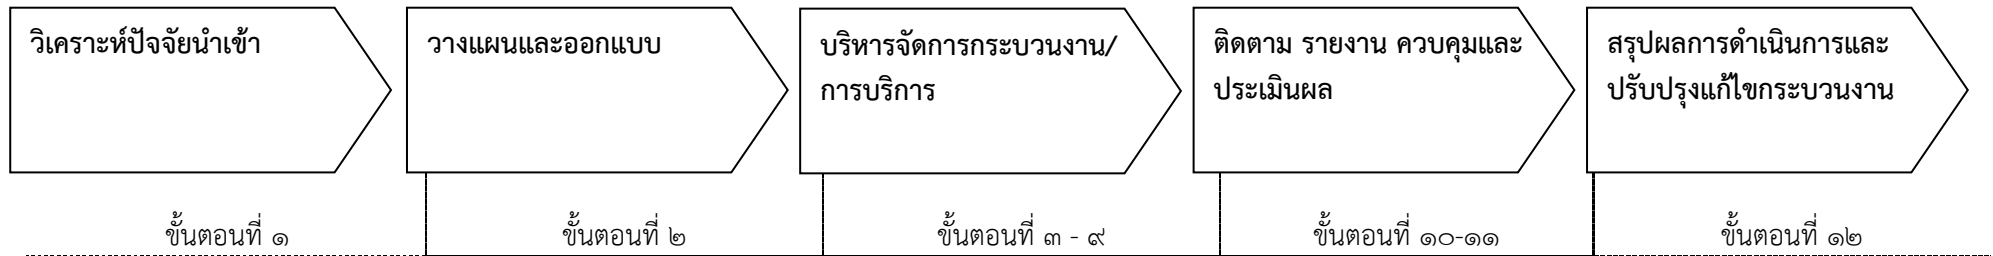 วิเคราะห์ปัจจัยนำเข้า
วางแผนและออกแบบ
บริหารจัดการกระบวนงาน/
การบริการ
ติดตาม รายงาน ควบคุมและ
ประเมินผล
สรุปผลการดำเนินการและ
ปรับปรุงแก้ไขกระบวนงาน
ขั้นตอนที่ ๑
ขั้นตอนที่ ๒
ขั้นตอนที่ ๓ - ๙
ขั้นตอนที่ ๑๐-๑๑
ขั้นตอนที่ ๑๒